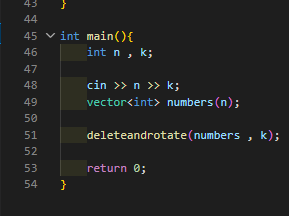 43 }
44
45 int main(){
46 int n , k;
47
48 cin >> n >> k;
49 vector<int> numbers(n);
50
51 deleteandrotate(numbers , k);
52
53 return 0;
54 }